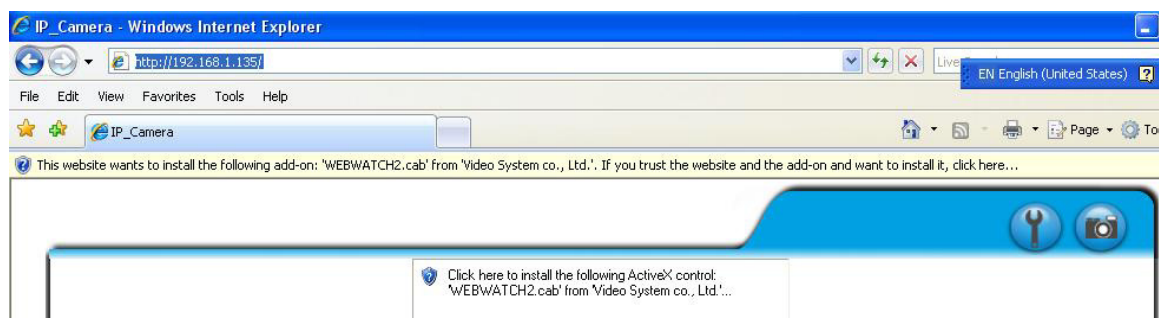 IP_Camera - Windows Internet Explorer
http://192.168.1.135/
Live
EN English (United States)
File Edit View Favorites Tools Help
IP_Camera
Page
To
This website wants to install the following add-on: 'WEBWATCH2.cab' from 'Video System co., Ltd.'. If you trust the website and the add-on and want to install it, click here...
Click here to install the following ActiveX control:
'WEBWATCH2.cab' from 'Video System co., Ltd.'...